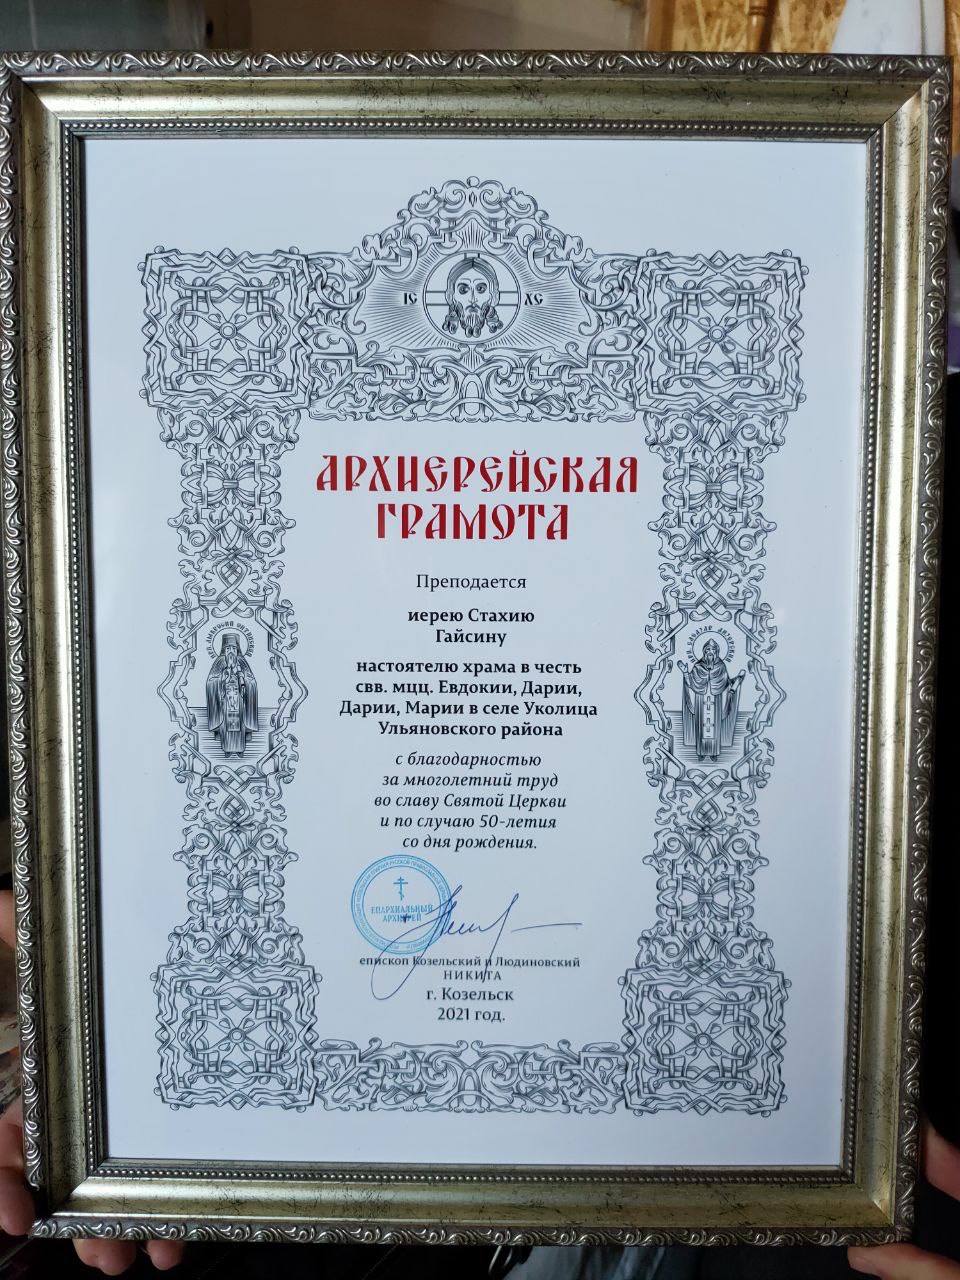 ІС ХС
АРХИЕРЕЙСКАЯ
ГРАМОТА
Преподается
иерею Стахию
Гайсину
настоятелю храма в честь
свв. мцц. Евдокии, Дарии,
Дарии, Марии в селе Уколица
Ульяновского района
с благодарностью
за многолетний труд
во славу Святой Церкви
и по случаю 50-летия
со дня рождения.
ЕПАРХИАЛЬНЫЙ
АРХИЕРЕЙ
епископ Козельский и Людиновский
НИКИТА
г. Козельск
2021 год.